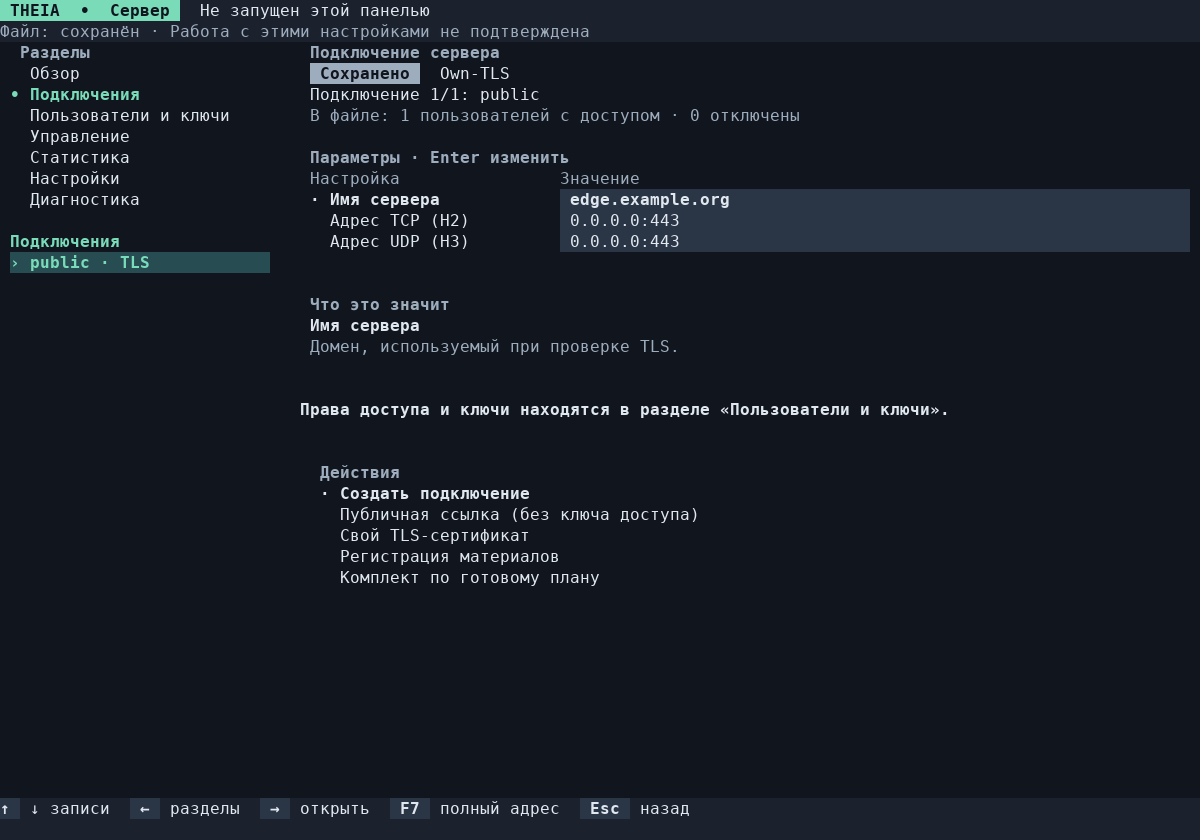 THEIA • Сервер Не запущен этой панелью
Файл: сохранён · Работа с этими настройками не подтверждена
Разделы
Обзор
• Подключения
Пользователи и ключи
Управление
Статистика
Настройки
Диагностика
Подключения
› public · TLS
Подключение сервера
Сохранено Own-TLS
Подключение 1/1: public
В файле: 1 пользователей с доступом · 0 отключены
Параметры · Enter изменить
Настройка Значение
· Имя сервера edge.example.org
Адрес TCP (H2) 0.0.0.0:443
Адрес UDP (H3) 0.0.0.0:443
Что это значит
Имя сервера
Домен, используемый при проверке TLS.
Права доступа и ключи находятся в разделе «Пользователи и ключи».
Действия
· Создать подключение
Публичная ссылка (без ключа доступа)
Свой TLS-сертификат
Регистрация материалов
Комплект по готовому плану
↑ ↓ записи ← разделы → открыть F7 полный адрес Esc назад